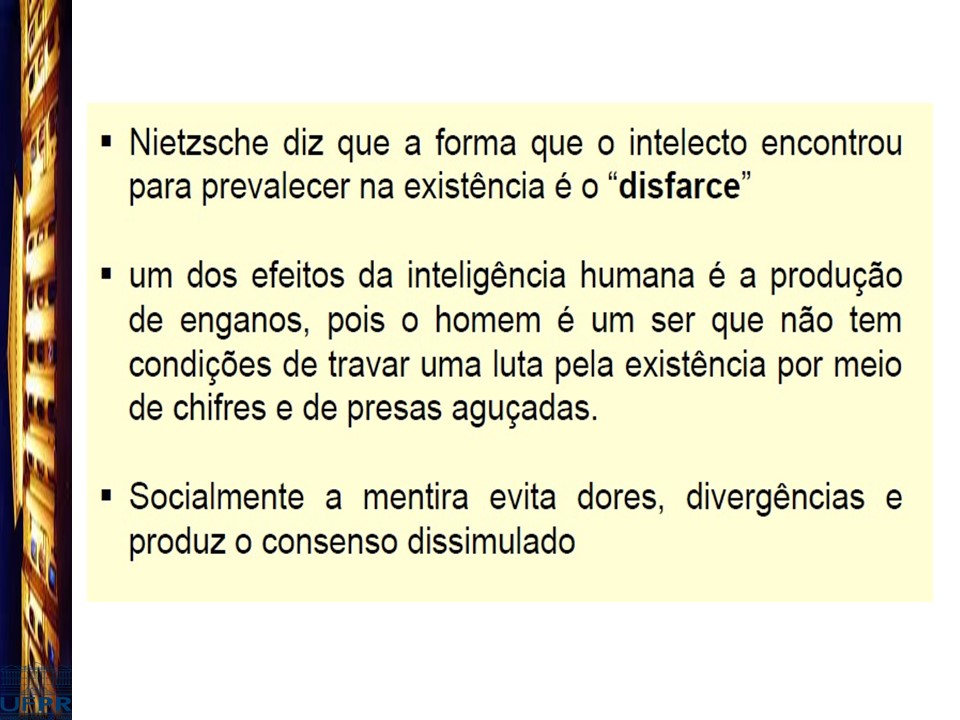 ▪ Nietzsche diz que a forma que o intelecto encontrou
para prevalecer na existência é o “disfarce”
▪ um dos efeitos da inteligência humana é a produção
de enganos, pois o homem é um ser que não tem
condições de travar uma luta pela existência por meio
de chifres e de presas aguçadas.
▪ Socialmente a mentira evita dores, divergências e
produz o consenso dissimulado
UFPR